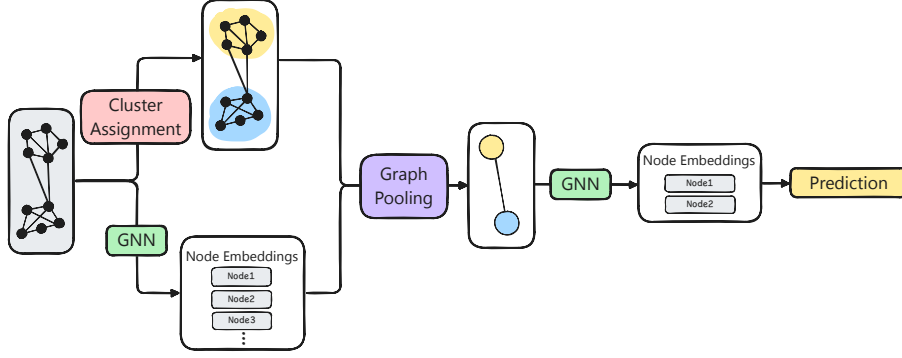 Cluster
Assignment
GNN
Node Embeddings
Node1
Node2
Node3
Graph
Pooling
GNN
Node Embeddings
Node1
Node2
Prediction